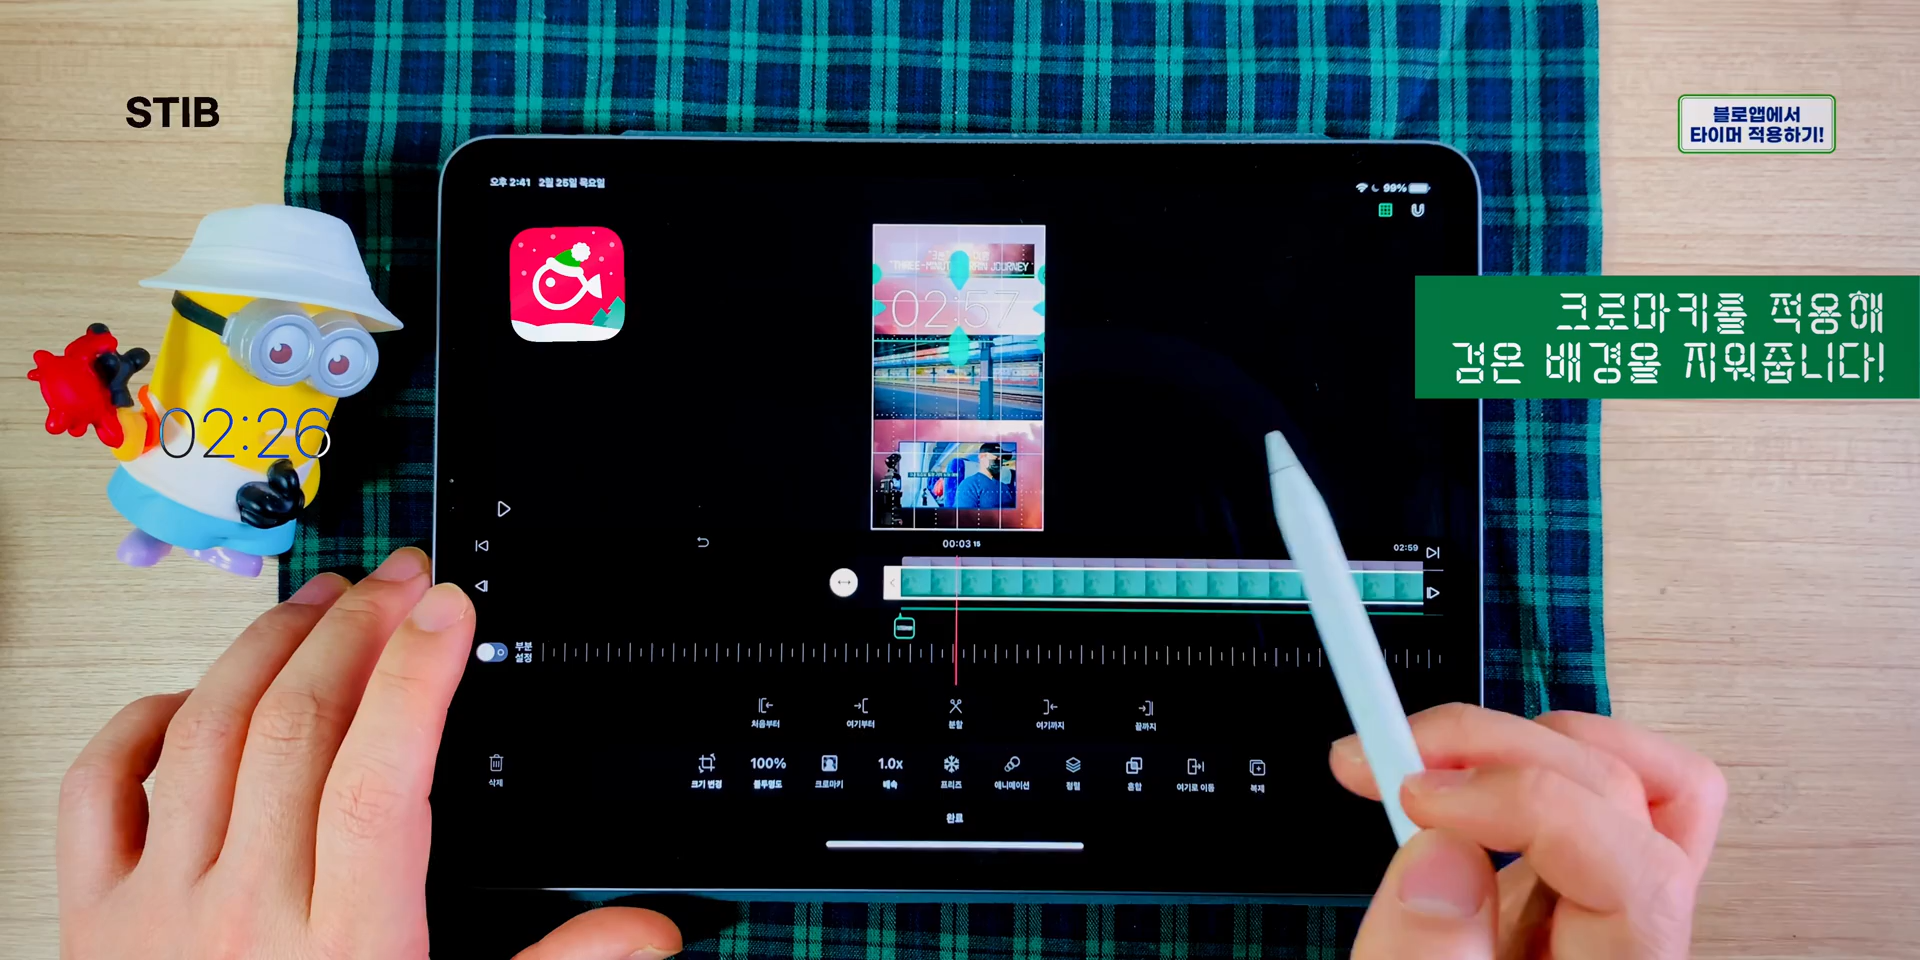 STIB
블로앱에서
타이머 적용하기!
오후 2:41 2월 25일 목요일
99%
"THREE-MINUTE TRAIN JOURNEY"
02:57
크로마키를 적용해
검은 배경을 지워줍니다!
02:26
00:03 15
02:59
부분
설정
처음부터
여기부터
분할
여기까지
끝까지
삭제
크기 변경
100%
불투명도
크로마키
1.0x
배속
프리즈
애니메이션
정렬
혼합
여기로 이동
복제
완료